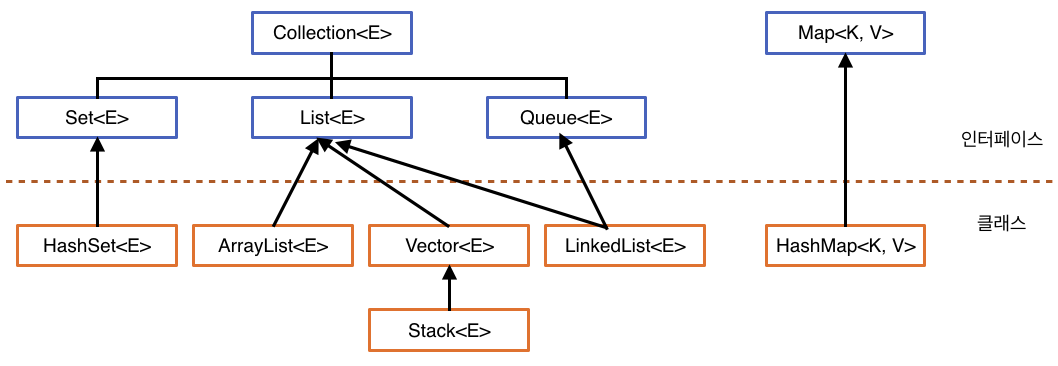 Collection<E>
Map<K, V>
Set<E>
List<E>
Queue<E>
인터페이스
클래스
HashSet<E>
ArrayList<E>
Vector<E>
LinkedList<E>
HashMap<K, V>
Stack<E>